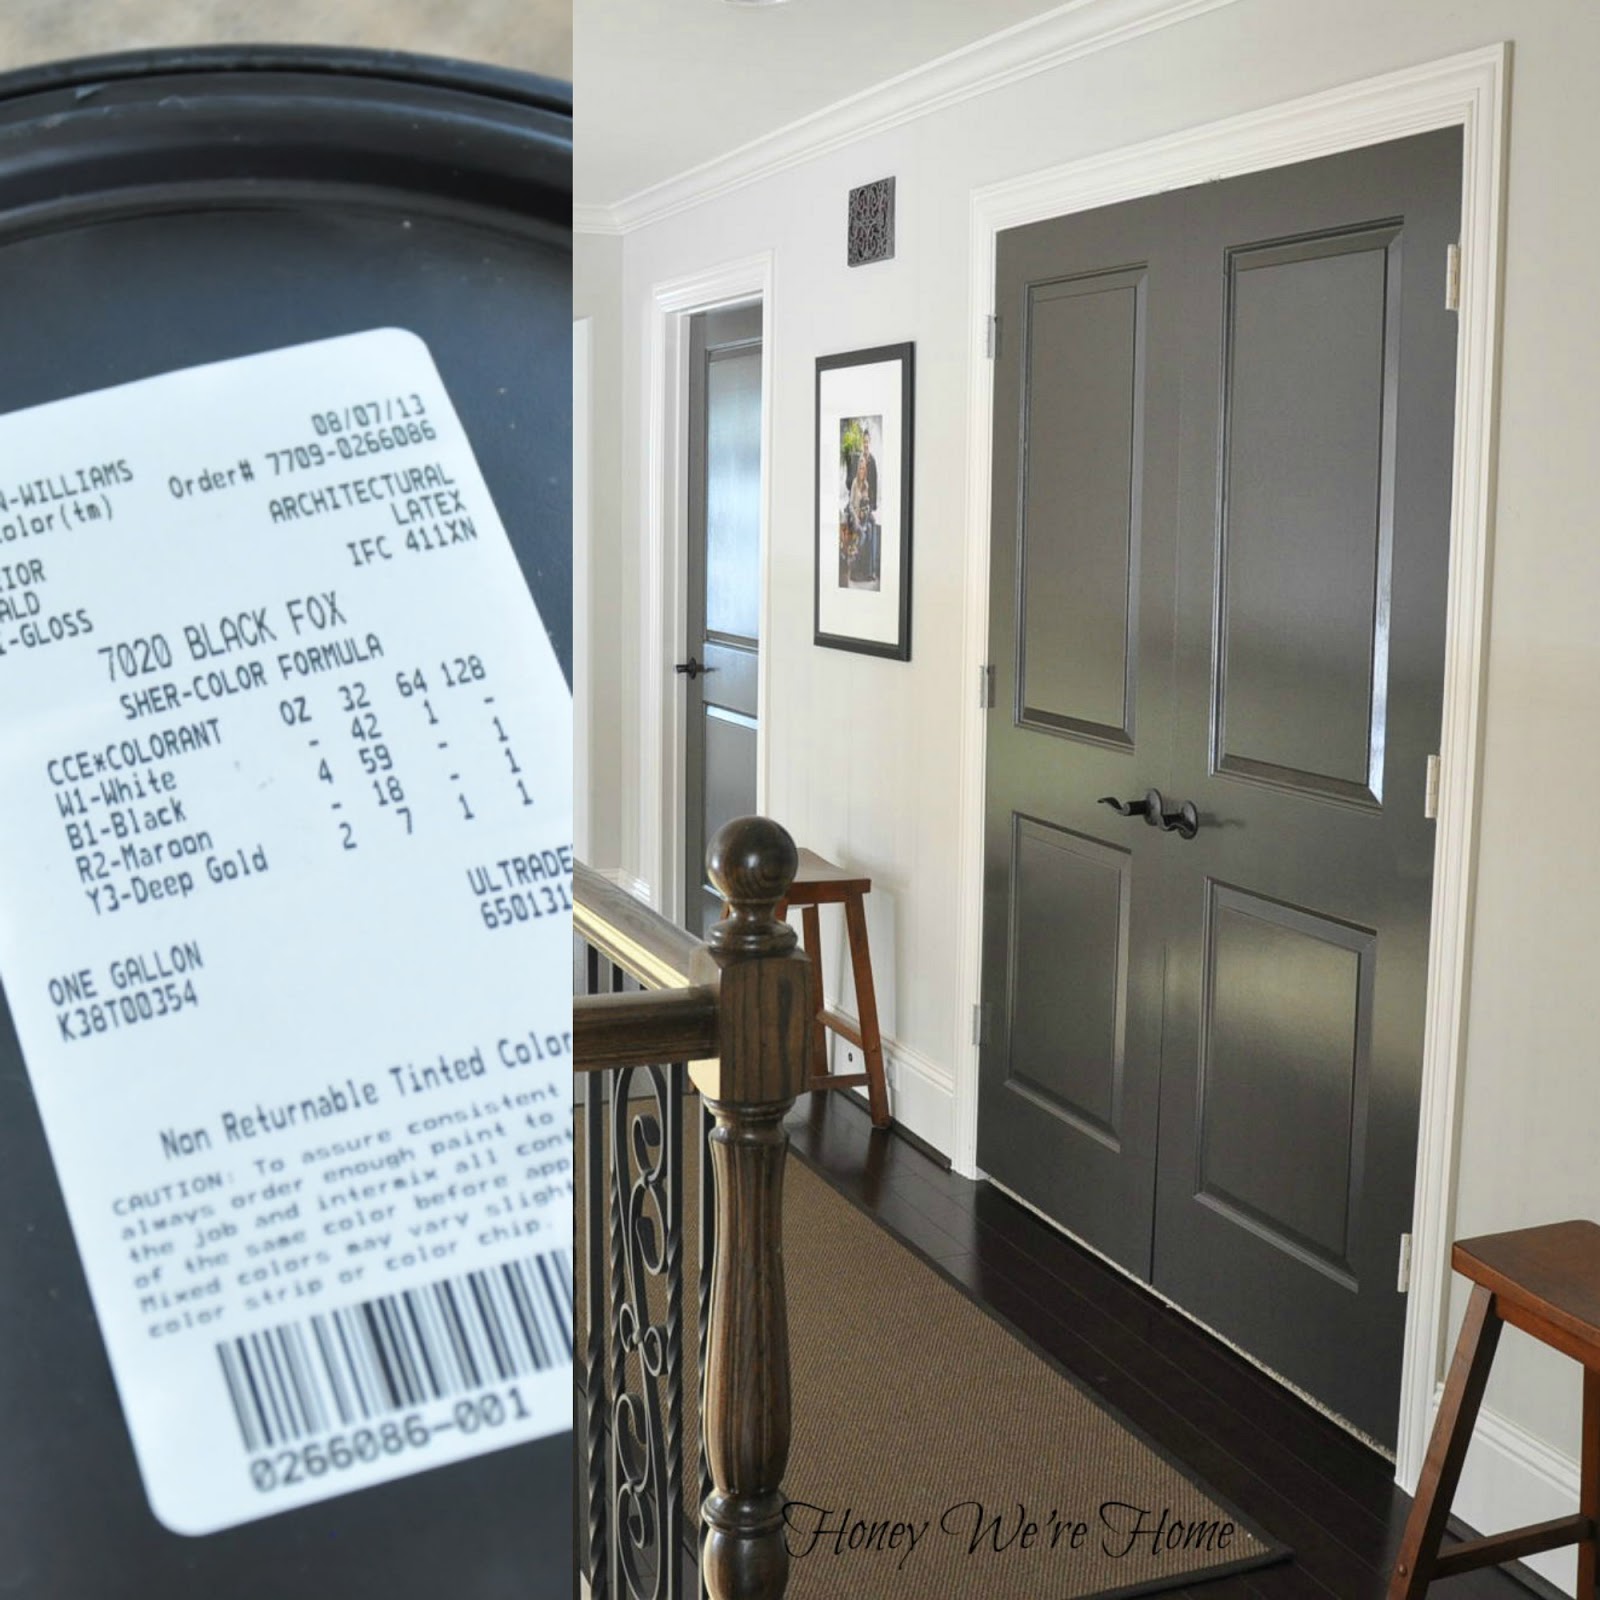 08/07/13
N-WILLIAMS Order# 7709-0266086
olor(tm) ARCHITECTURAL
LATEX
IOR IFC 411XN
ALD
I-GLOSS
7020 BLACK FOX
SHER-COLOR FORMULA
CCE*COLORANT OZ 32 64 128
W1-White - 42 1 -
B1-Black 4 59 - 1
R2-Maroon - 18 - 1
Y3-Deep Gold 2 7 1 1
ULTRADE
ONE GALLON 650131
K38T00354
Non Returnable Tinted Color
CAUTION: To assure consistent
always order enough paint to
the job and intermix all cont
of the same color before app
Mixed colors may vary slight
color strip or color chip.
0266086-001
Honey We're Home